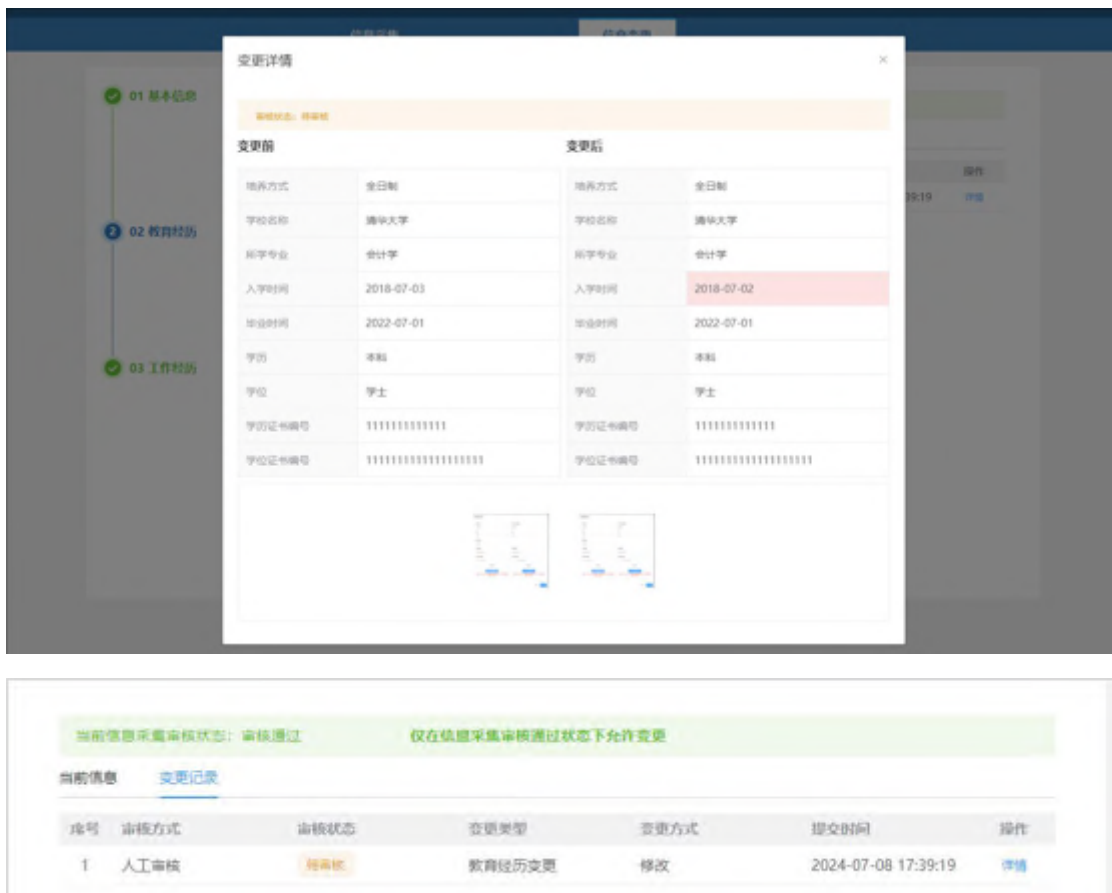 信息采集 信息变更
变更详情 ×
01 基本信息
审核状态：待审核
变更前 变更后
操作
培养方式 全日制 培养方式 全日制
39:19 详情
学校名称 清华大学 学校名称 清华大学
2 02 教育经历
所学专业 会计学 所学专业 会计学
入学时间 2018-07-03 入学时间 2018-07-02
毕业时间 2022-07-01 毕业时间 2022-07-01
03 工作经历
学历 本科 学历 本科
学位 学士 学位 学士
学历证书编号 1111111111111 学历证书编号 1111111111111
学位证书编号 1111111111111111111 学位证书编号 1111111111111111111
当前信息采集审核状态：审核通过 仅在信息采集审核通过状态下允许变更
当前信息 变更记录
序号 审核方式 审核状态 变更类型 变更方式 提交时间 操作
1 人工审核 待审核 教育经历变更 修改 2024-07-08 17:39:19 详情